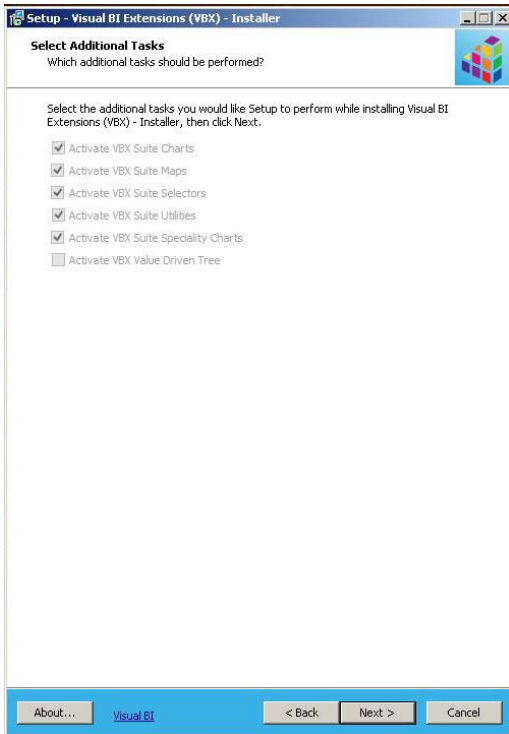 Setup - Visual BI Extensions (VBX) - Installer
Select Additional Tasks
Which additional tasks should be performed?
Select the additional tasks you would like Setup to perform while installing Visual BI
Extensions (VBX) - Installer, then click Next.
Activate VBX Suite Charts
Activate VBX Suite Maps
Activate VBX Suite Selectors
Activate VBX Suite Utilities
Activate VBX Suite Speciality Charts
Activate VBX Value Driven Tree
About... Visual BI < Back Next > Cancel